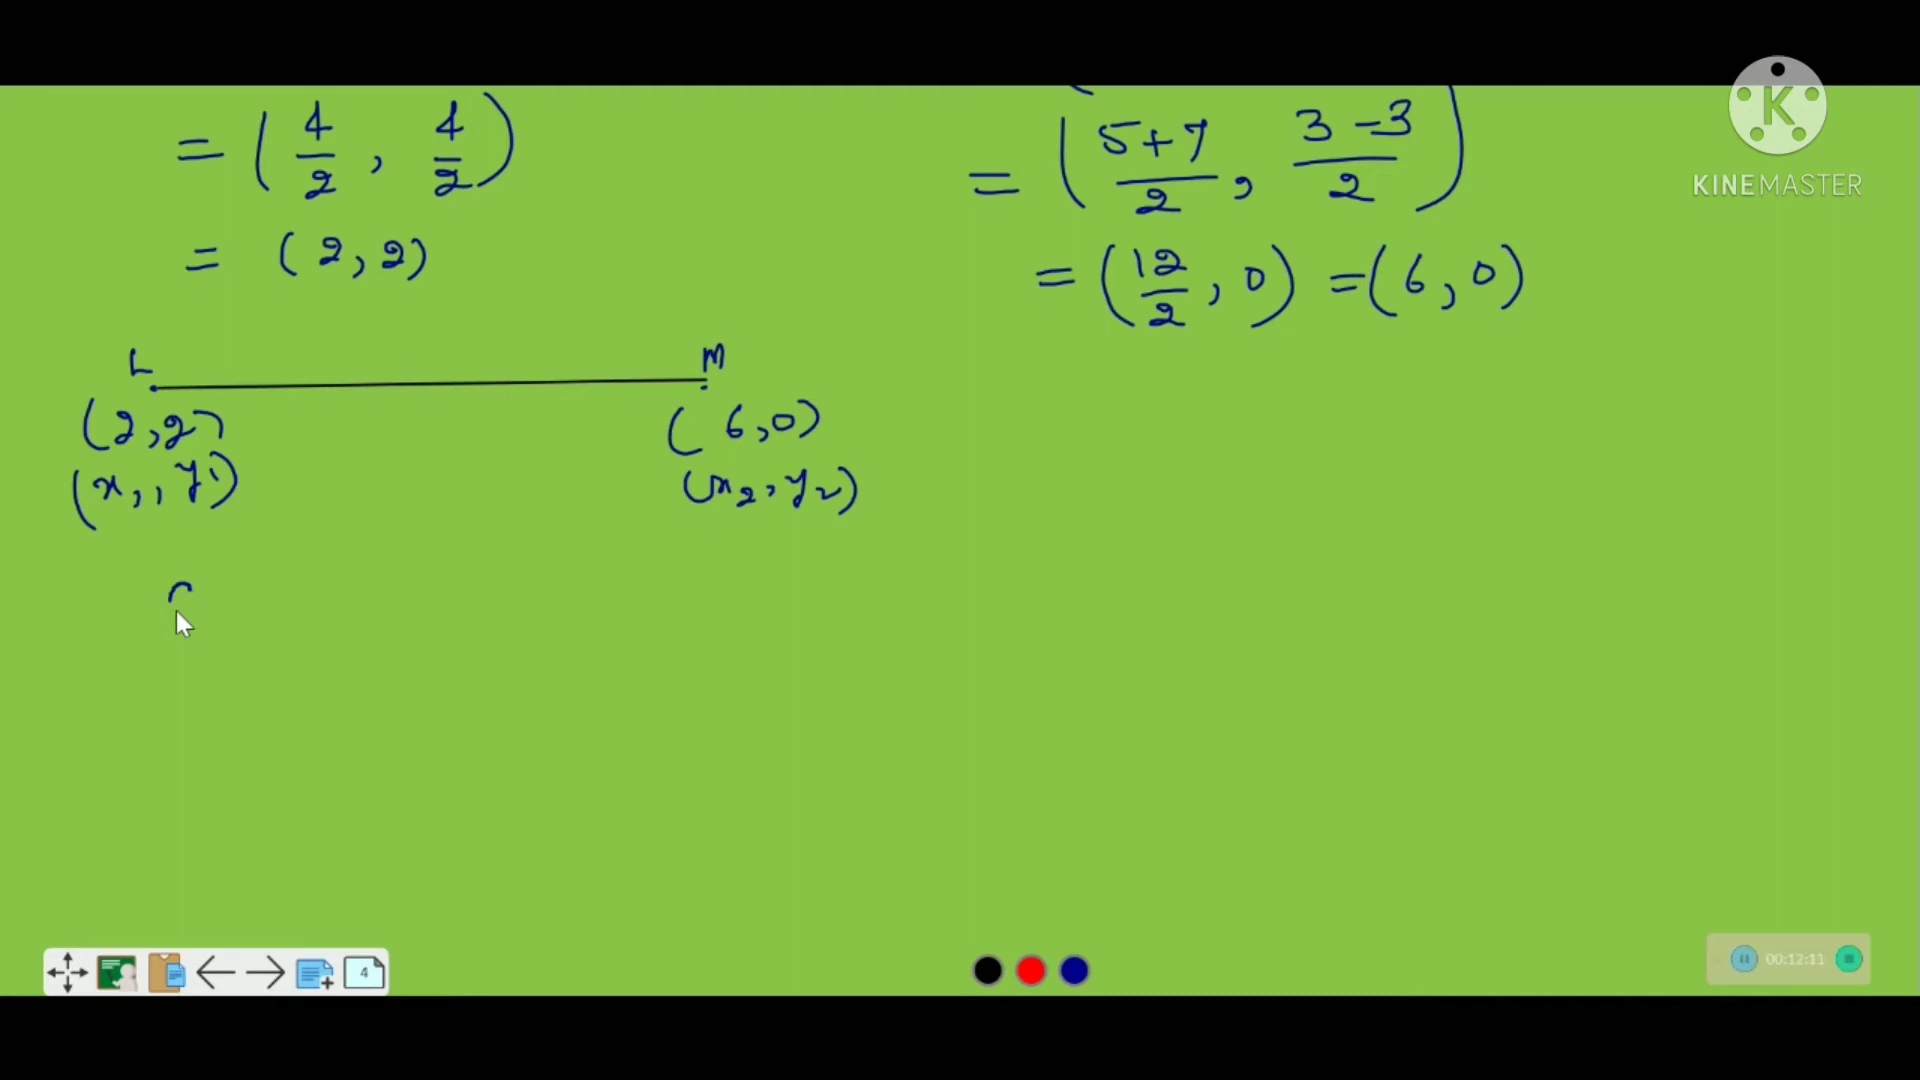 = (4/2, 4/2)
= (2, 2)
= (5+7/2, 3-3/2)
= (12/2, 0) = (6, 0)
L M
(2, 2) (6, 0)
(x₁, y₁) (x₂, y₂)
K
KINEMASTER
4
00:12:11